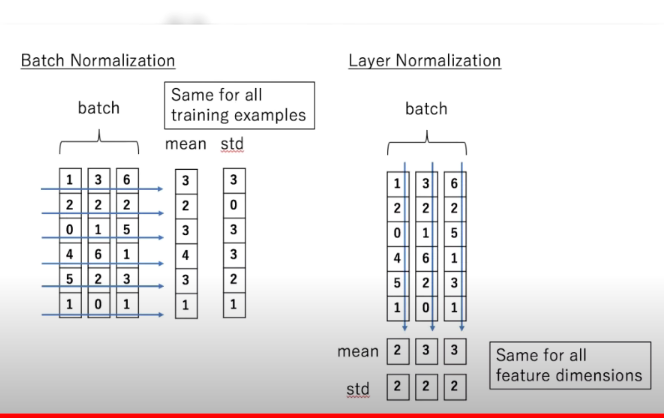 Batch Normalization
batch
Same for all
training examples
mean std
1 3 6 3 3
2 2 2 2 0
0 1 5 3 3
4 6 1 4 3
5 2 3 3 2
1 0 1 1 1
Layer Normalization
batch
1 3 6
2 2 2
0 1 5
4 6 1
5 2 3
1 0 1
mean 2 3 3
std 2 2 2
Same for all
feature dimensions